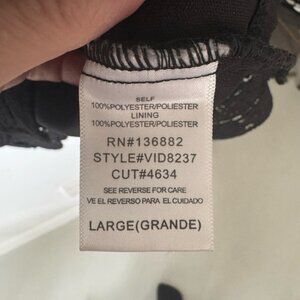 SELF
100%POLYESTER/POLIESTER
LINING
100%POLYESTER/POLIESTER
RN#136882
STYLE#VID8237
CUT#4634
SEE REVERSE FOR CARE
VE EL REVERSO PARA EL CUIDADO
LARGE(GRANDE)